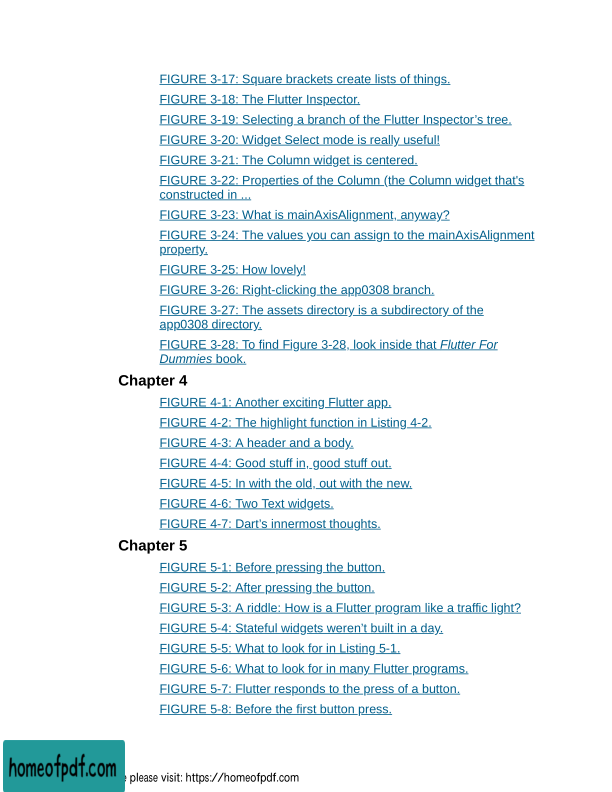 FIGURE 3-17: Square brackets create lists of things.
FIGURE 3-18: The Flutter Inspector.
FIGURE 3-19: Selecting a branch of the Flutter Inspector’s tree.
FIGURE 3-20: Widget Select mode is really useful!
FIGURE 3-21: The Column widget is centered.
FIGURE 3-22: Properties of the Column (the Column widget that's
constructed in ...
FIGURE 3-23: What is mainAxisAlignment, anyway?
FIGURE 3-24: The values you can assign to the mainAxisAlignment
property.
FIGURE 3-25: How lovely!
FIGURE 3-26: Right-clicking the app0308 branch.
FIGURE 3-27: The assets directory is a subdirectory of the
app0308 directory.
FIGURE 3-28: To find Figure 3-28, look inside that Flutter For
Dummies book.
Chapter 4
FIGURE 4-1: Another exciting Flutter app.
FIGURE 4-2: The highlight function in Listing 4-2.
FIGURE 4-3: A header and a body.
FIGURE 4-4: Good stuff in, good stuff out.
FIGURE 4-5: In with the old, out with the new.
FIGURE 4-6: Two Text widgets.
FIGURE 4-7: Dart’s innermost thoughts.
Chapter 5
FIGURE 5-1: Before pressing the button.
FIGURE 5-2: After pressing the button.
FIGURE 5-3: A riddle: How is a Flutter program like a traffic light?
FIGURE 5-4: Stateful widgets weren’t built in a day.
FIGURE 5-5: What to look for in Listing 5-1.
FIGURE 5-6: What to look for in many Flutter programs.
FIGURE 5-7: Flutter responds to the press of a button.
FIGURE 5-8: Before the first button press.
homeofpdf.com
please visit: https://homeofpdf.com